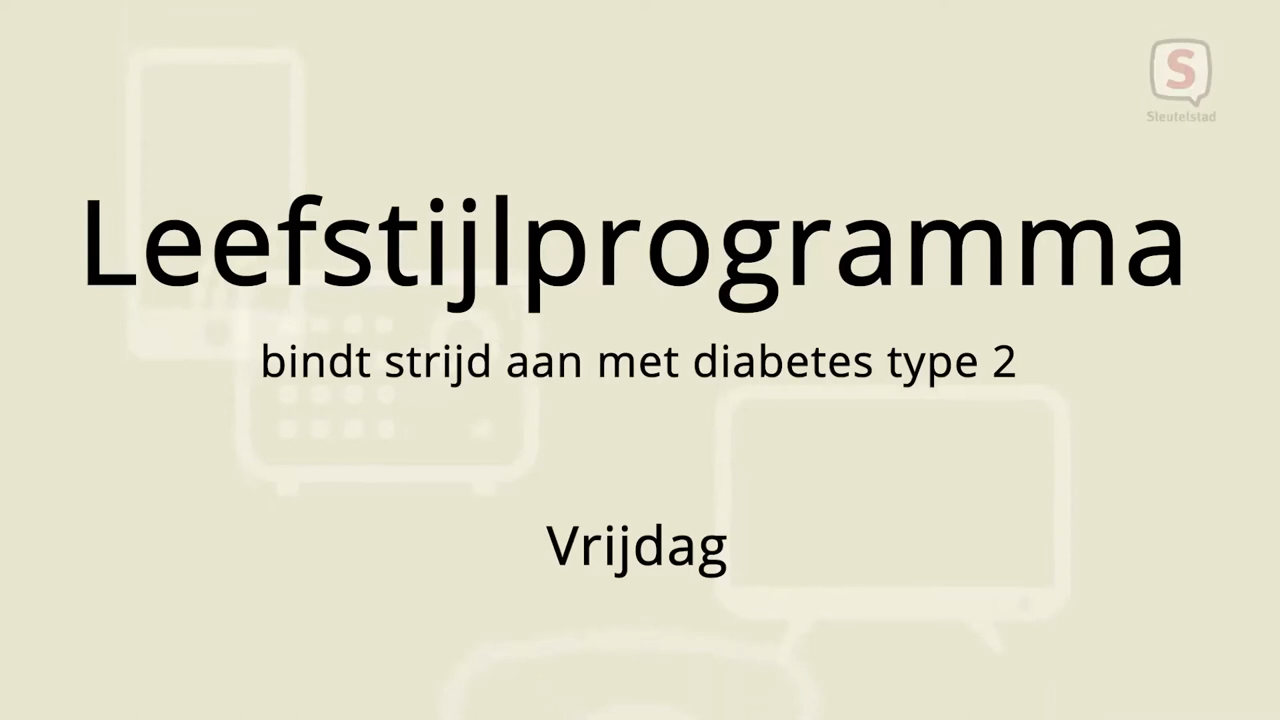 S
Sleutelstad
Leefstijlprogramma
bindt strijd aan met diabetes type 2
Vrijdag